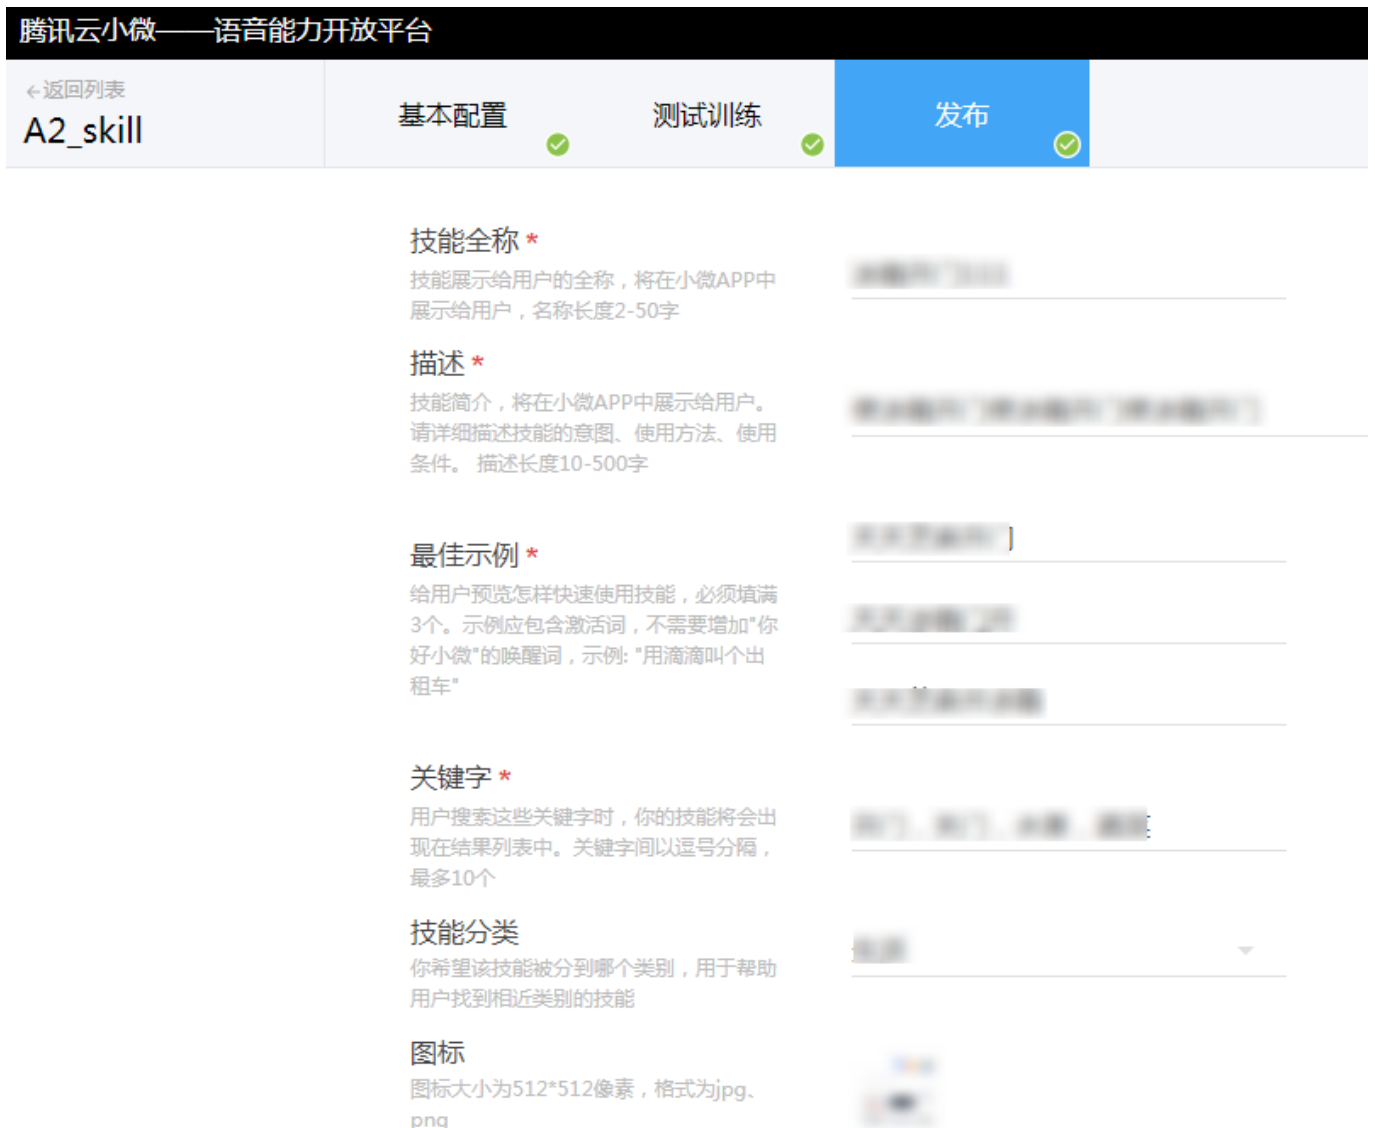 腾讯云小微——语音能力开放平台
←返回列表
A2_skill
基本配置
测试训练
发布
技能全称 *
技能展示给用户的全称，将在小微APP中
展示给用户，名称长度2-50字
描述 *
技能简介，将在小微APP中展示给用户。
请详细描述技能的意图、使用方法、使用
条件。 描述长度10-500字
最佳示例 *
给用户预览怎样快速使用技能，必须填满
3个。示例应包含激活词，不需要增加"你
好小微"的唤醒词，示例: "用滴滴叫个出
租车"
关键字 *
用户搜索这些关键字时，你的技能将会出
现在结果列表中。关键字间以逗号分隔，
最多10个
技能分类
你希望该技能被分到哪个类别，用于帮助
用户找到相近类别的技能
图标
图标大小为512*512像素，格式为jpg、
png